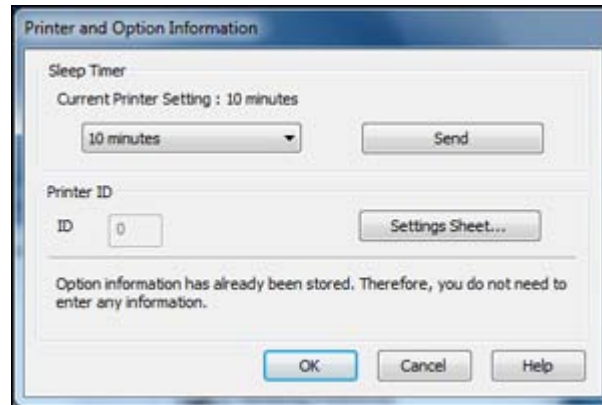 Printer and Option Information
Sleep Timer
Current Printer Setting : 10 minutes
10 minutes
Send
Printer ID
ID
0
Settings Sheet...
Option information has already been stored. Therefore, you do not need to
enter any information.
OK
Cancel
Help